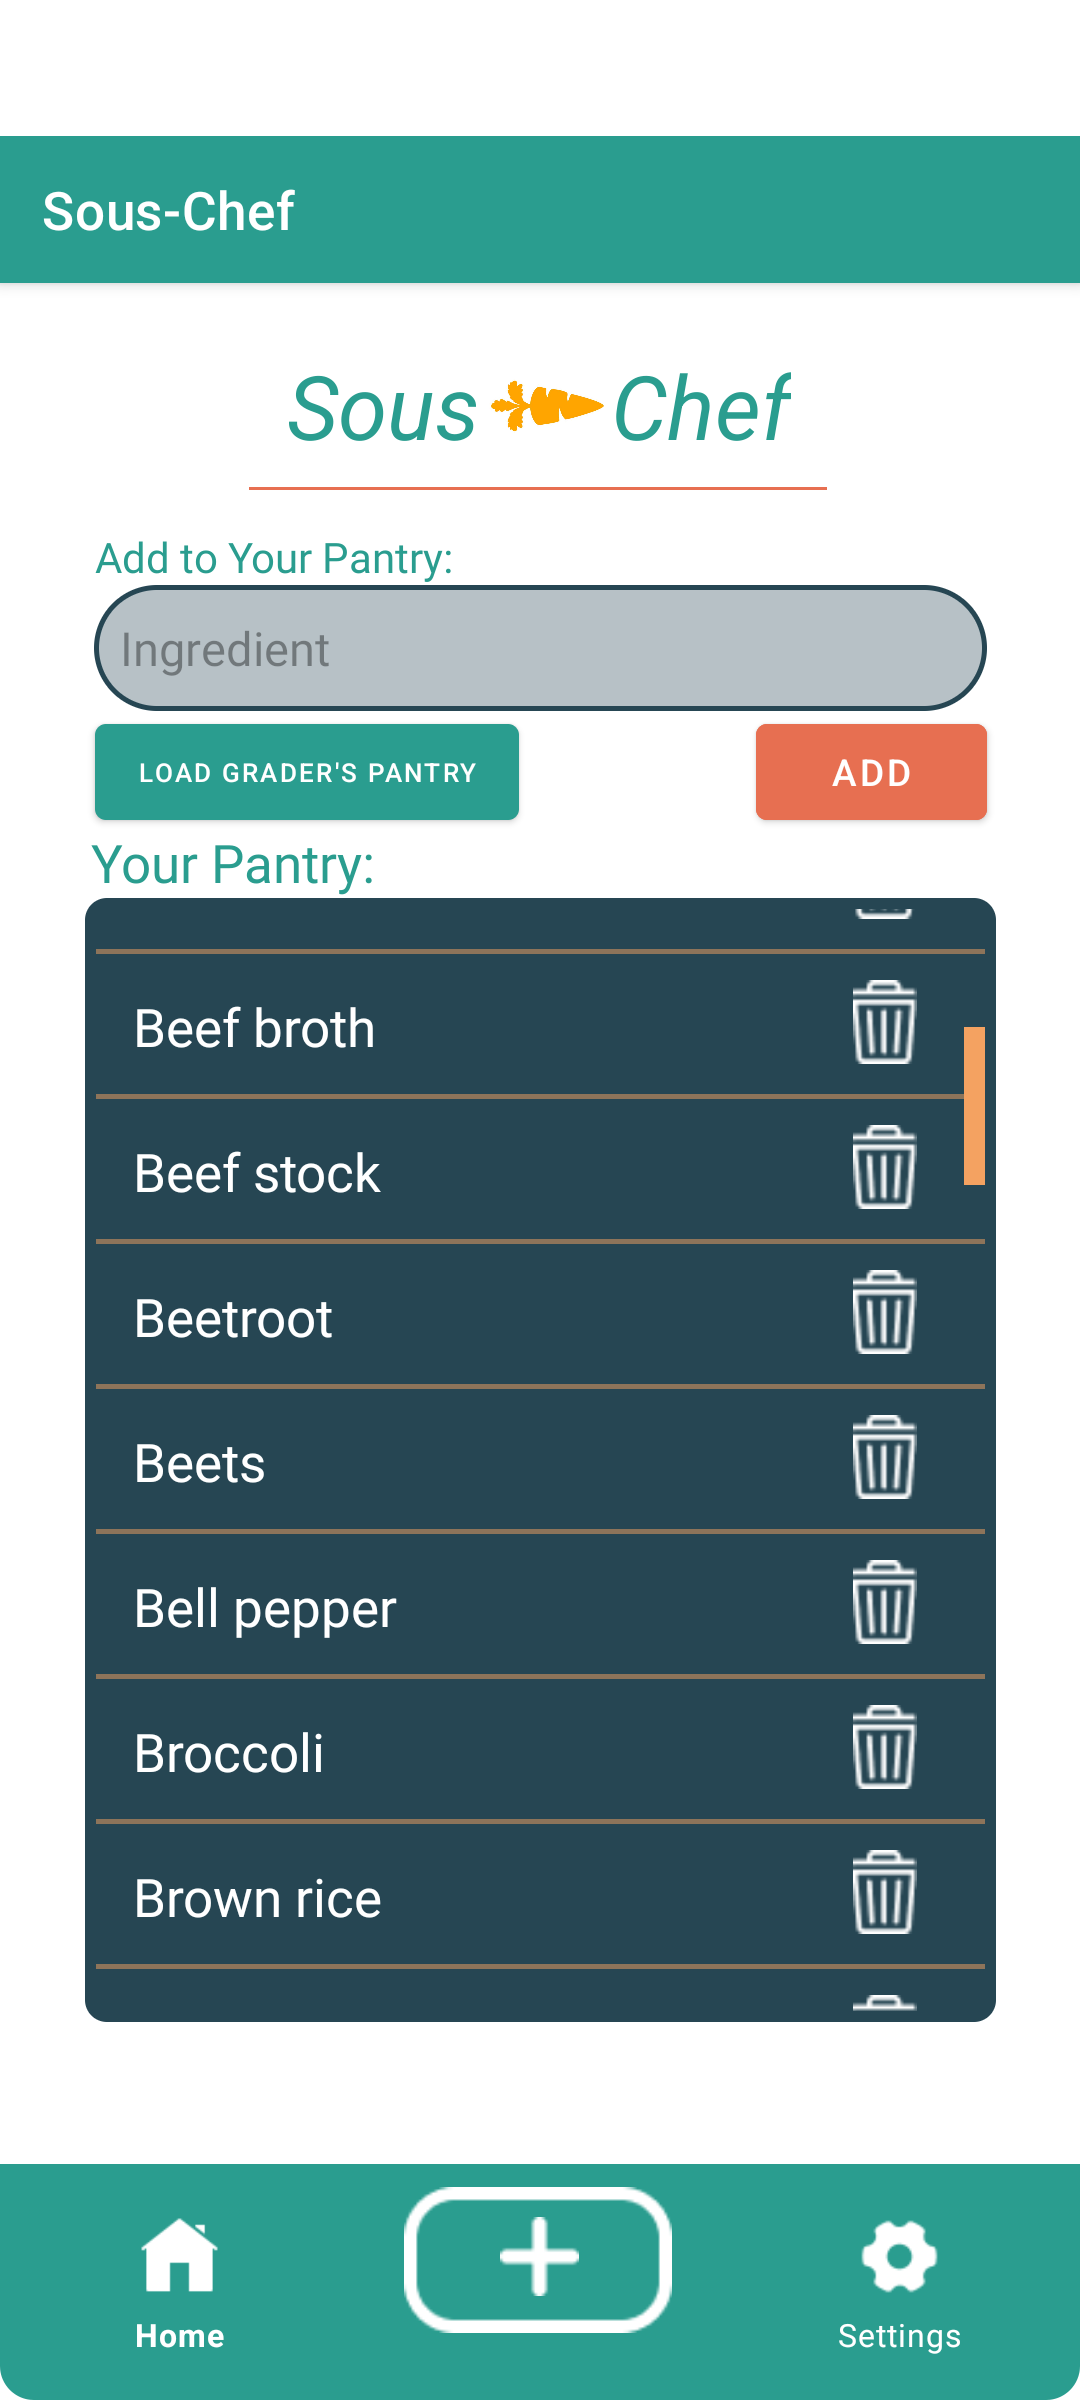 Sous-Chef
Sous Chef
Add to Your Pantry:
Ingredient
LOAD GRADER'S PANTRY
ADD
Your Pantry:
Beef broth
Beef stock
Beetroot
Beets
Bell pepper
Broccoli
Brown rice
Home
Settings